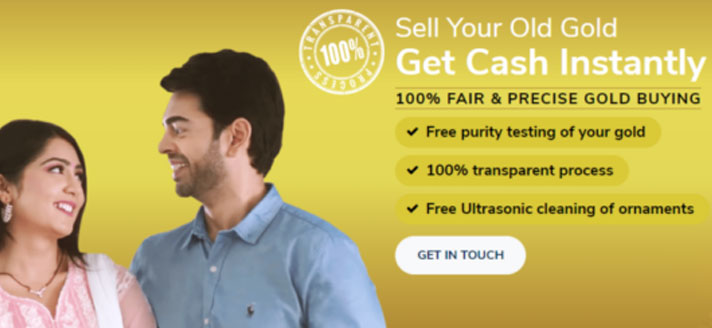 TRANSPARENT
100%
PROCESS
Sell Your Old Gold
Get Cash Instantly
100% FAIR & PRECISE GOLD BUYING
Free purity testing of your gold
100% transparent process
Free Ultrasonic cleaning of ornaments
GET IN TOUCH